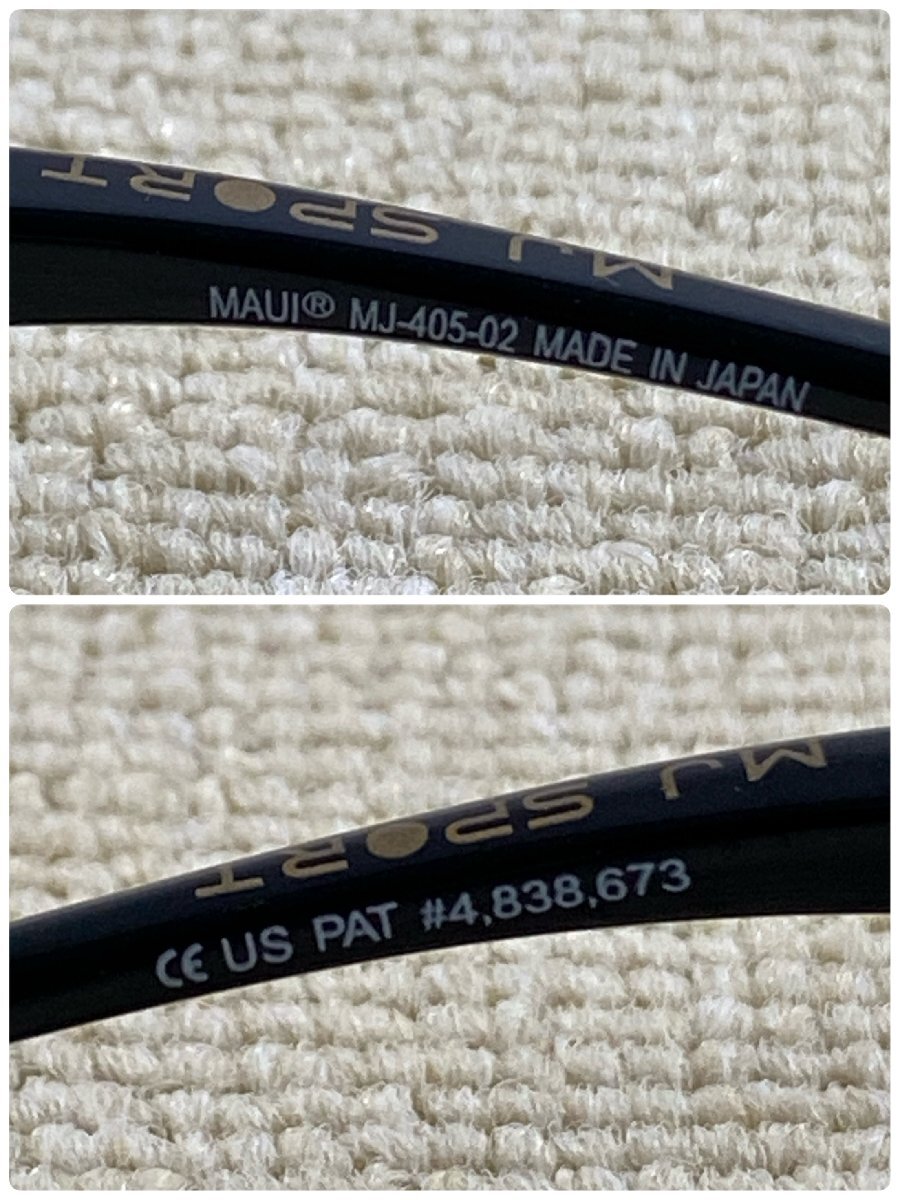 MJ SPORT
MAUI® MJ-405-02 MADE IN JAPAN
MJ SPORT
CE US PAT #4,838,673